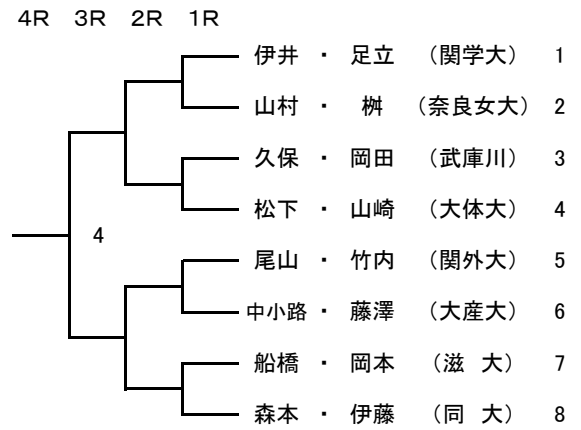 4R 3R 2R 1R
伊井 ・ 足立 （関学大） 1
山村 ・ 桝 （奈良女大） 2
久保 ・ 岡田 （武庫川） 3
松下 ・ 山崎 （大体大） 4
4
尾山 ・ 竹内 （関外大） 5
中小路 ・ 藤澤 （大産大） 6
船橋 ・ 岡本 （滋 大） 7
森本 ・ 伊藤 （同 大） 8